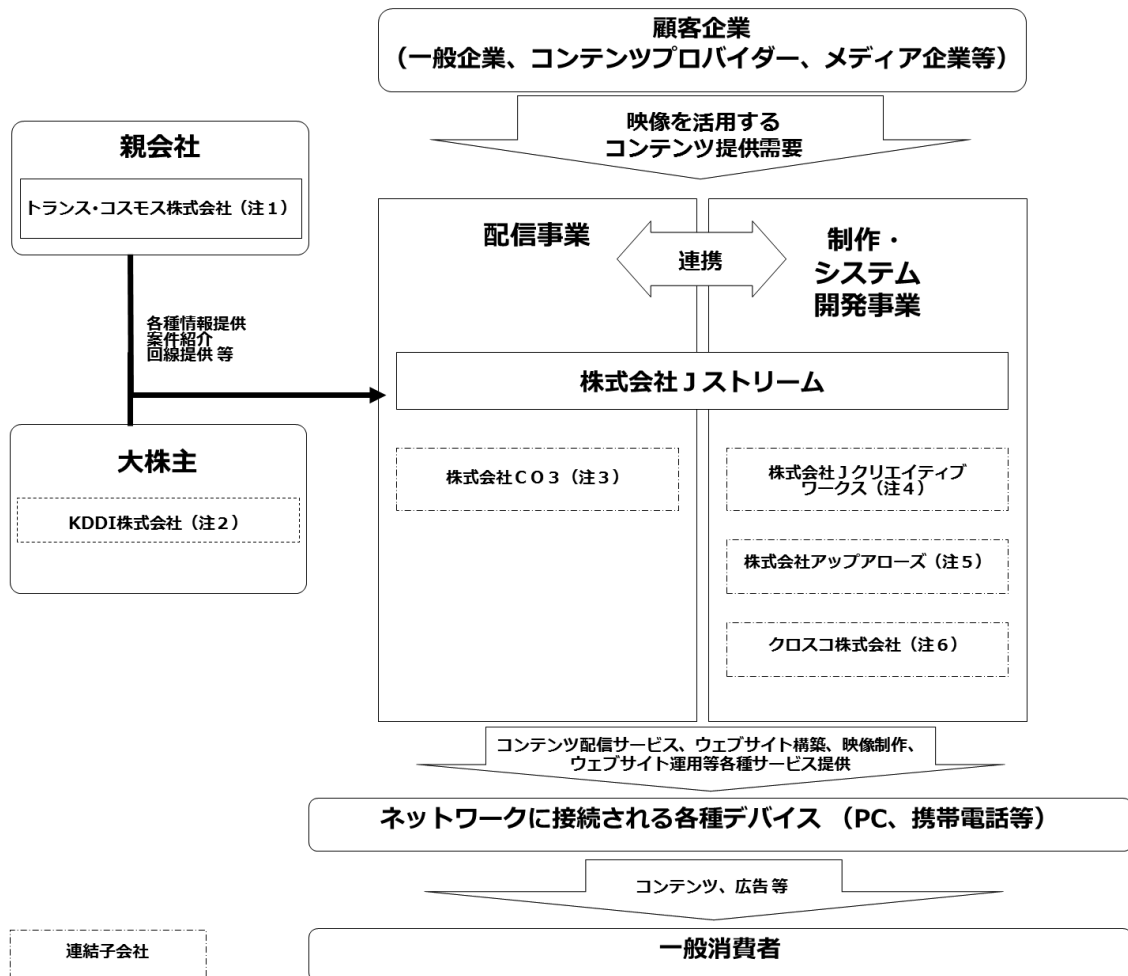 顧客企業
(一般企業、コンテンツプロバイダー、メディア企業等)
映像を活用する
コンテンツ提供需要
親会社
トランス・コスモス株式会社(注１)
配信事業
連携
制作・
システム
開発事業
各種情報提供
案件紹介
回線提供 等
株式会社Ｊストリーム
大株主
KDDI株式会社(注２)
株式会社ＣＯ３(注３)
株式会社Ｊクリエイティブ
ワークス(注４)
株式会社アップアローズ(注５)
クロスコ株式会社(注６)
コンテンツ配信サービス、ウェブサイト構築、映像制作、
ウェブサイト運用等各種サービス提供
ネットワークに接続される各種デバイス (PC、携帯電話等)
コンテンツ、広告 等
一般消費者
連結子会社